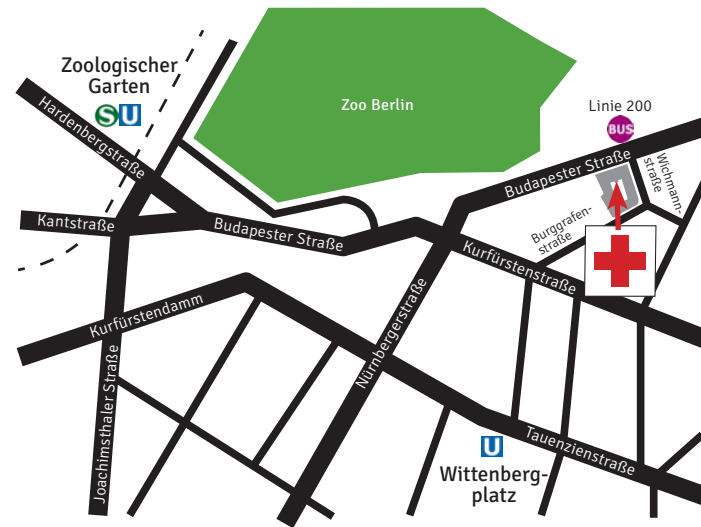 Zoologischer
Garten
S U
Hardenbergstraße
Zoo Berlin
Linie 200
BUS
Budapester Straße
Wichmann-
straße
Kantstraße
Budapester Straße
Burggrafen-
straße
Kurfürstenstraße
Kurfürstendamm
Nürnbergerstraße
Joachimsthaler Straße
Tauenzienstraße
U
Wittenberg-
platz